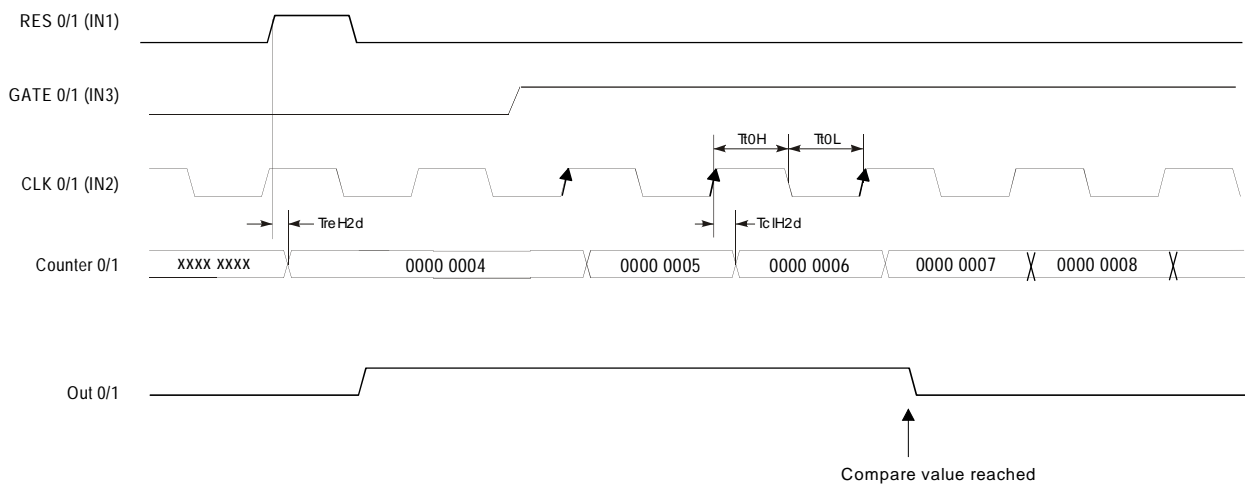 RES 0/1 (IN1)
GATE 0/1 (IN3)
Tt0H
Tt0L
CLK 0/1 (IN2)
TreH2d
TclH2d
Counter 0/1
xxxx xxxx
0000 0004
0000 0005
0000 0006
0000 0007
0000 0008
Out 0/1
Compare value reached